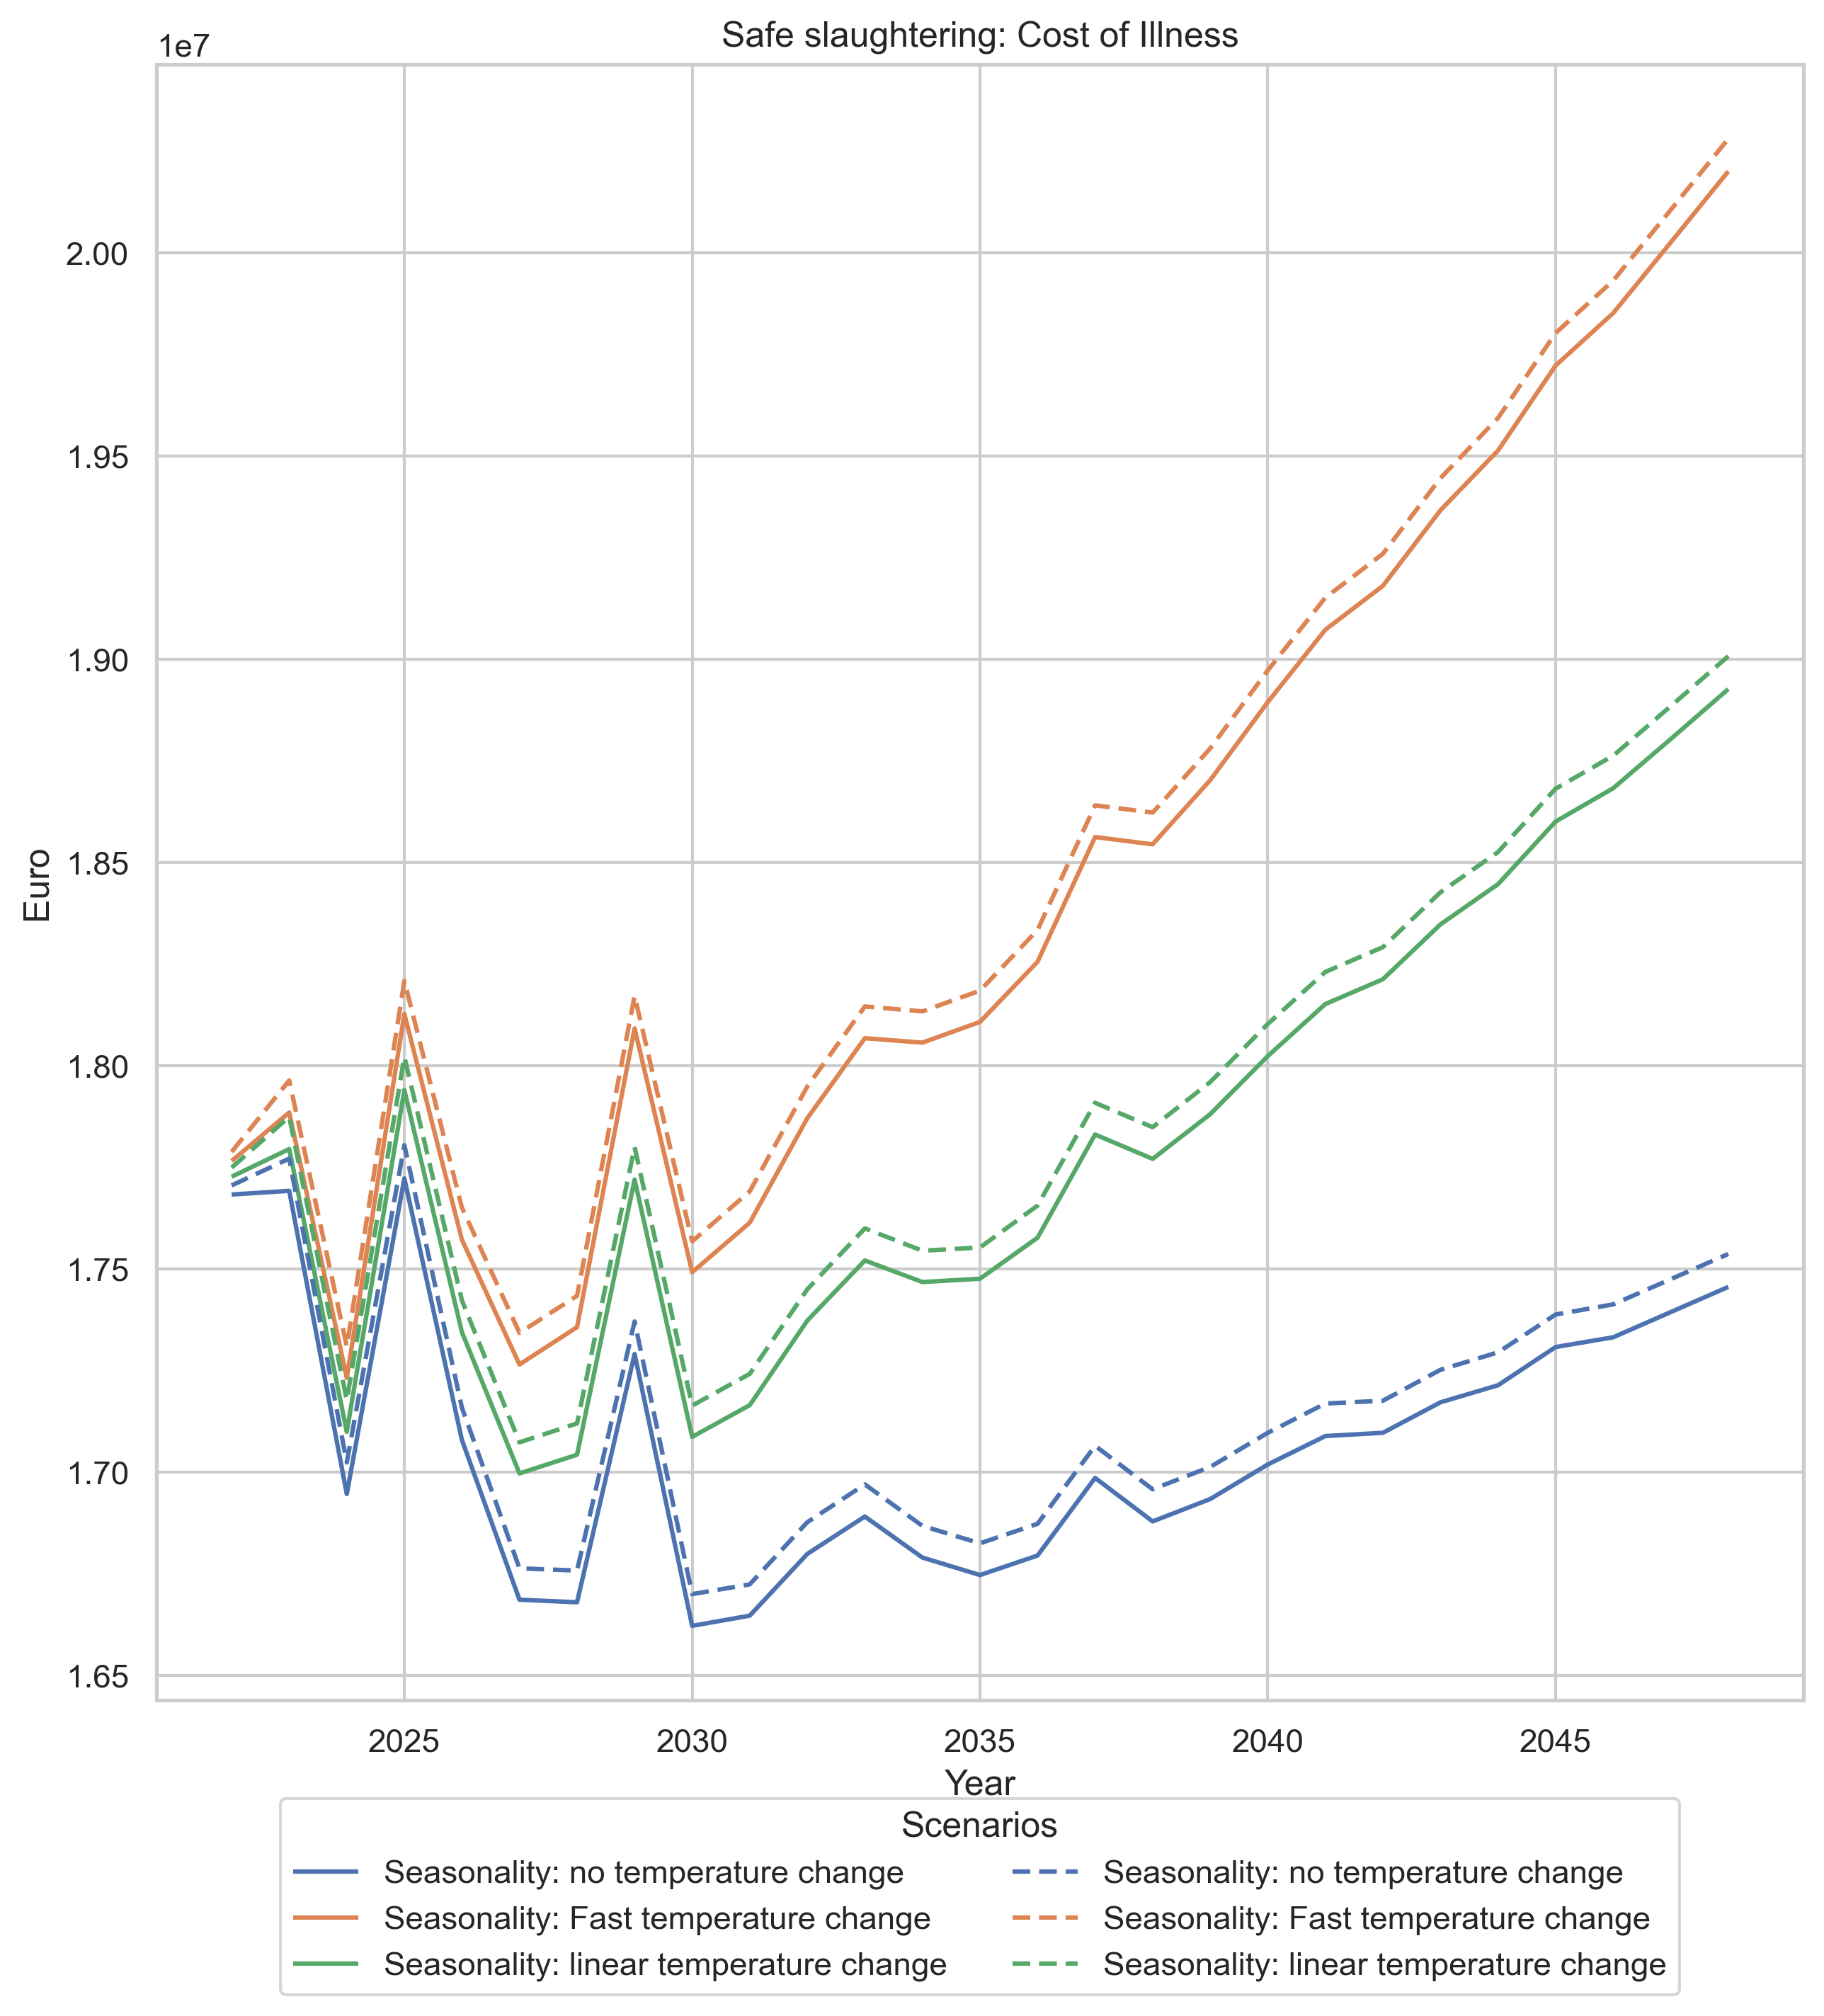 Safe slaughtering: Cost of Illness
1e7
2.00
1.95
1.90
1.85
1.80
1.75
1.70
1.65
Euro
2025 2030 2035 2040 2045
Year
Scenarios
Seasonality: no temperature change Seasonality: no temperature change
Seasonality: Fast temperature change Seasonality: Fast temperature change
Seasonality: linear temperature change Seasonality: linear temperature change